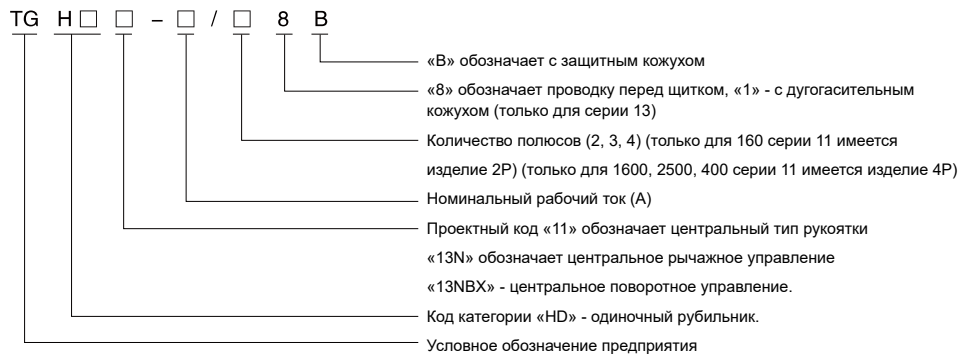 TG H□ □ – □ / □ 8 B
«B» обозначает с защитным кожухом
«8» обозначает проводку перед щитком, «1» - с дугогасительным
кожухом (только для серии 13)
Количество полюсов (2, 3, 4) (только для 160 серии 11 имеется
изделие 2P) (только для 1600, 2500, 400 серии 11 имеется изделие 4P)
Номинальный рабочий ток (А)
Проектный код «11» обозначает центральный тип рукоятки
«13N» обозначает центральное рычажное управление
«13NBX» - центральное поворотное управление.
Код категории «HD» - одиночный рубильник.
Условное обозначение предприятия